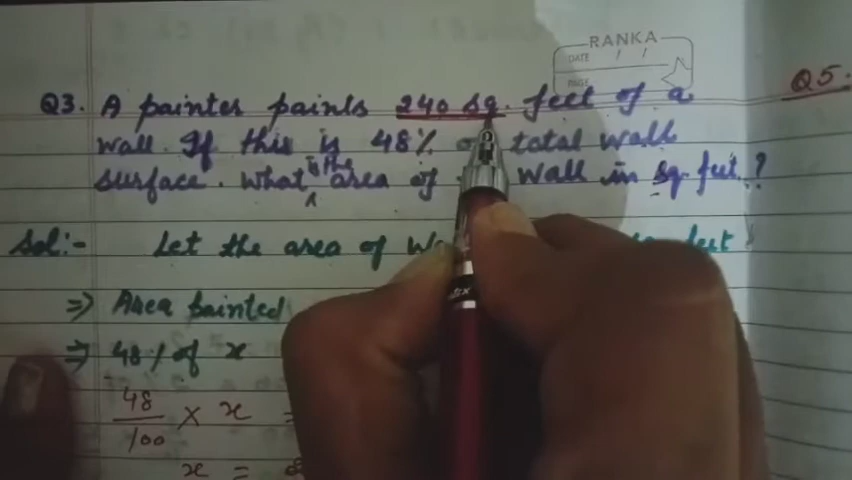 RANKA
DATE / /
PAGE
Q5.
Q3. A painter paints 240 sq. feet of a
wall. If this is 48% total wall
surface. What is the area of wall in sq. feet.?
Sol:- Let the area of feet
⇒ Area painted
⇒ 48% of x
48/100 × x =
x =